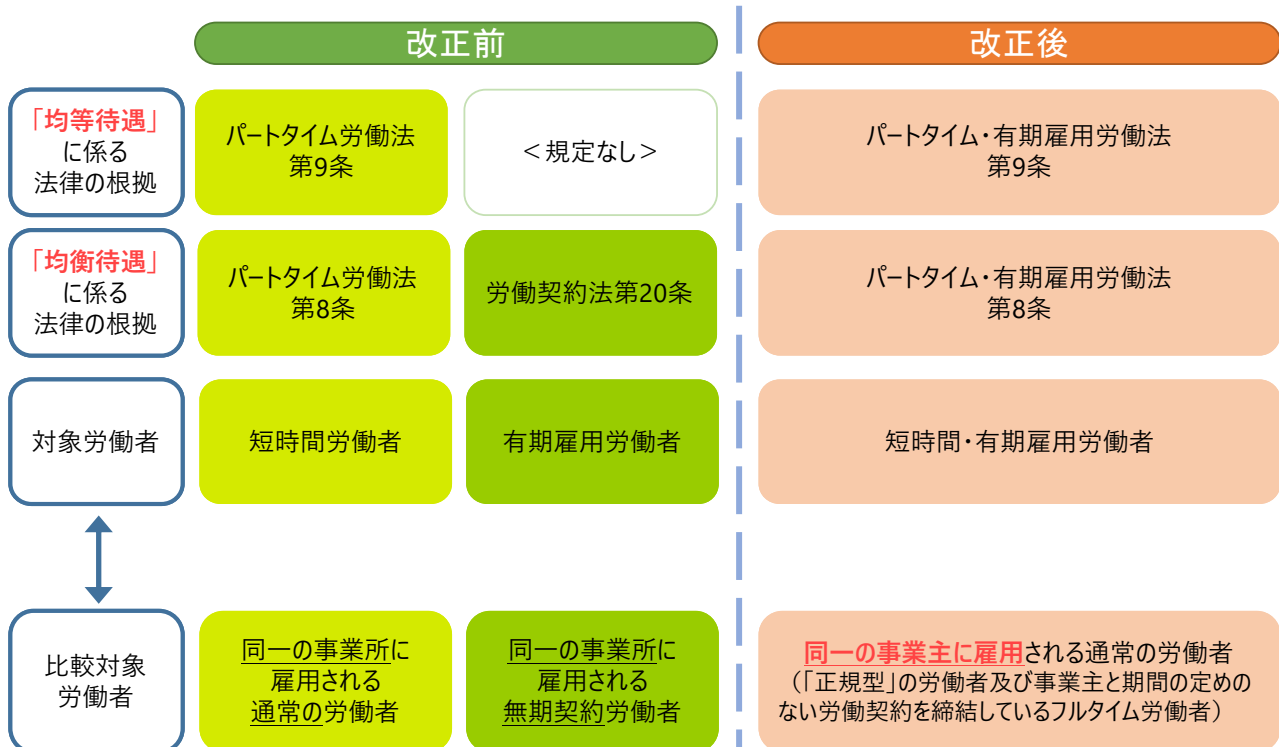 改正前
改正後
「均等待遇」
に係る
法律の根拠
パートタイム労働法
第9条
＜規定なし＞
パートタイム・有期雇用労働法
第9条
「均衡待遇」
に係る
法律の根拠
パートタイム労働法
第8条
労働契約法第20条
パートタイム・有期雇用労働法
第8条
対象労働者
短時間労働者
有期雇用労働者
短時間・有期雇用労働者
比較対象
労働者
同一の事業所に
雇用される
通常の労働者
同一の事業所に
雇用される
無期契約労働者
同一の事業主に雇用される通常の労働者
（「正規型」の労働者及び事業主と期間の定めの
ない労働契約を締結しているフルタイム労働者）